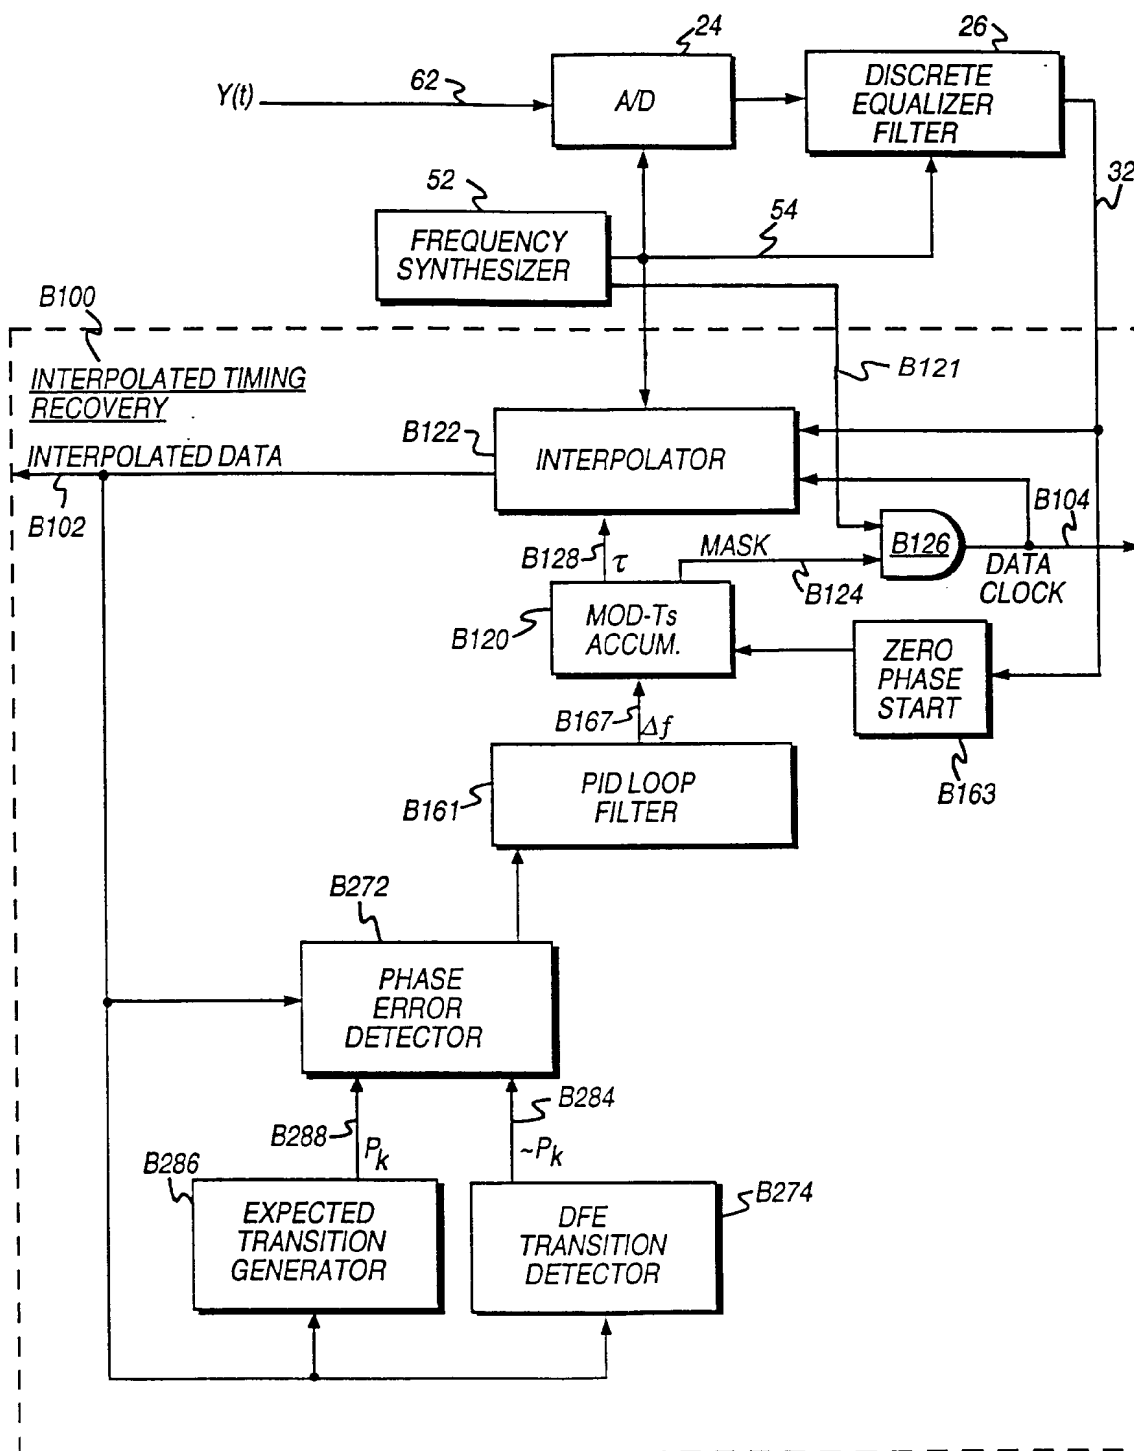 24
26
Y(t)
62
A/D
DISCRETE
EQUALIZER
FILTER
32
52
54
FREQUENCY
SYNTHESIZER
B100
INTERPOLATED TIMING
RECOVERY
B121
B122
INTERPOLATOR
INTERPOLATED DATA
B102
B104
B126
B128
τ
MASK
B124
DATA
CLOCK
B120
MOD-Ts
ACCUM.
ZERO
PHASE
START
B167
Δf
B163
B161
PID LOOP
FILTER
B272
PHASE
ERROR
DETECTOR
B284
B288
Pk
~Pk
B286
B274
EXPECTED
TRANSITION
GENERATOR
DFE
TRANSITION
DETECTOR